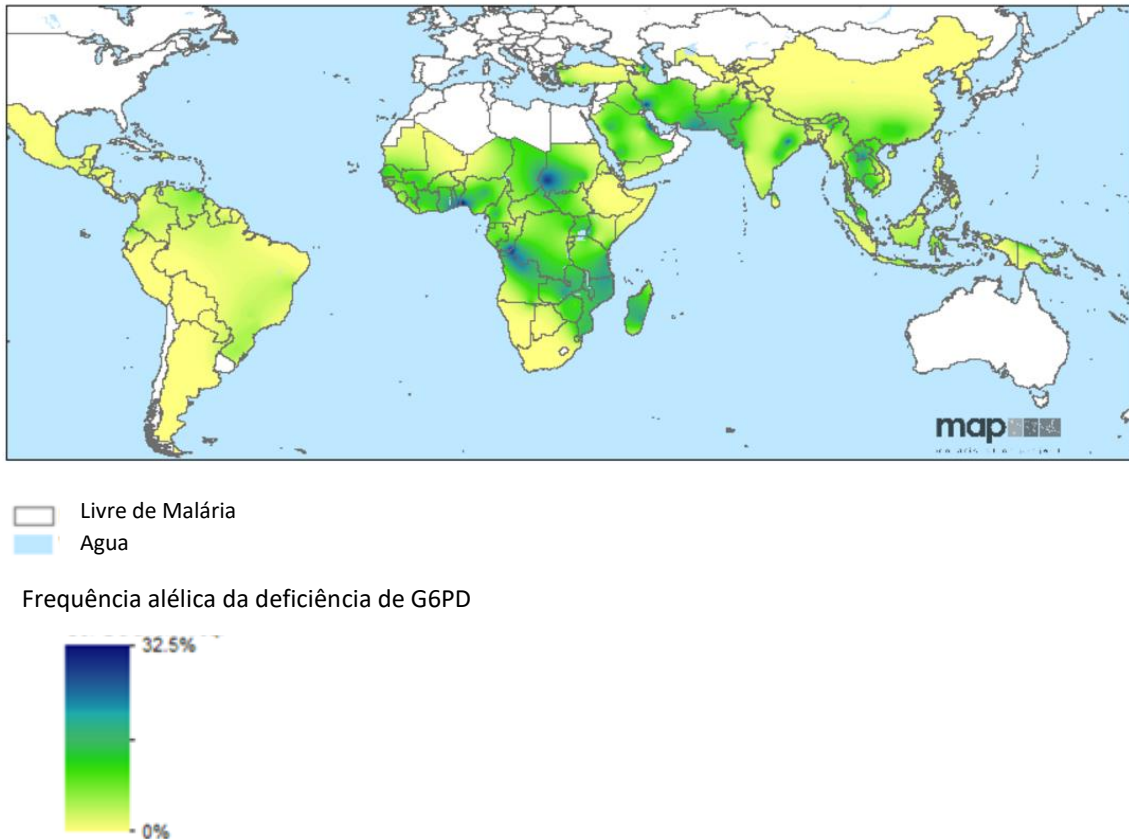 map
Livre de Malária
Agua
Frequência alélica da deficiência de G6PD
32.5%
0%